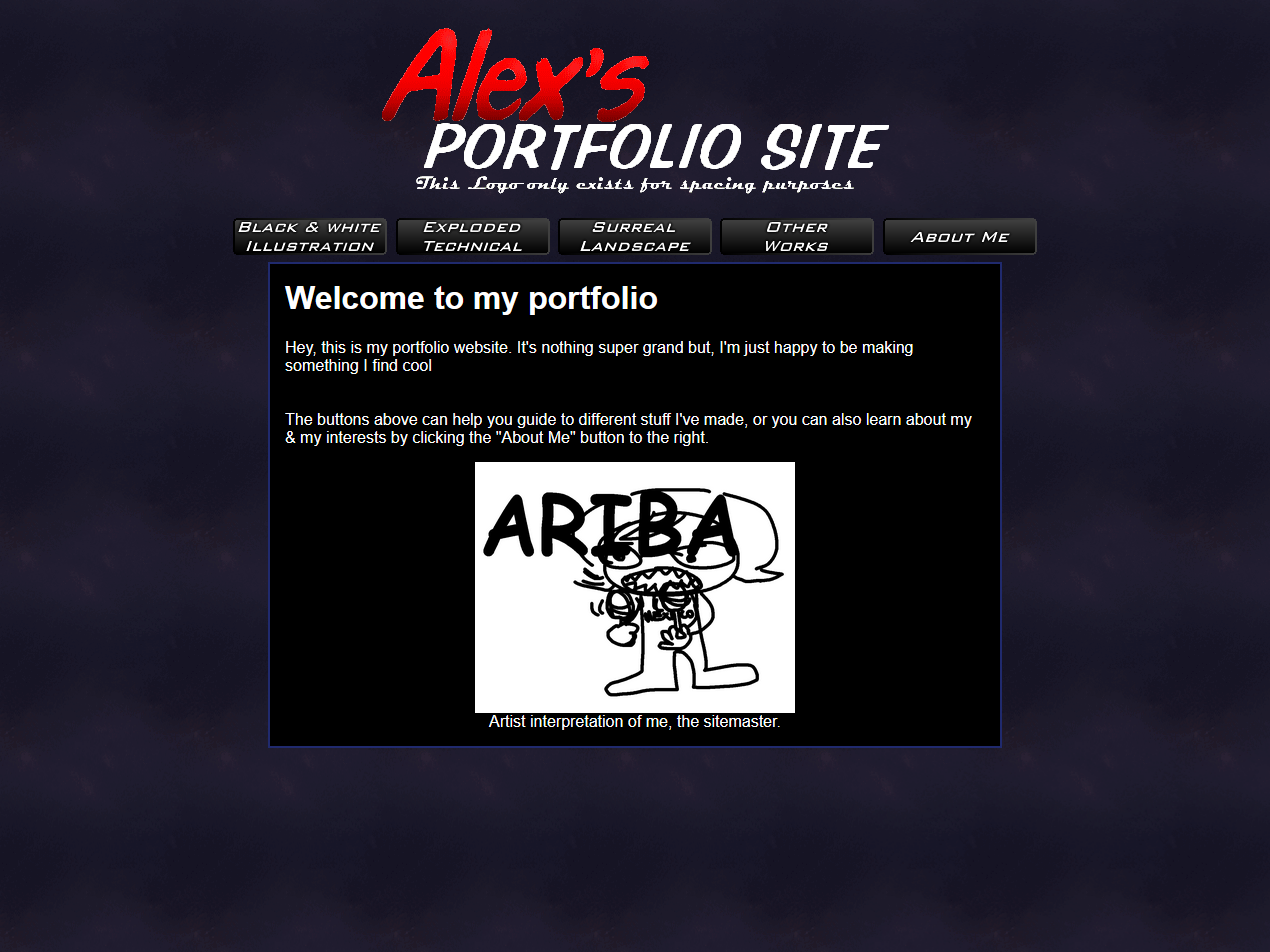 Alex's
PORTFOLIO SITE
This Logo only exists for spacing purposes
Black & white
Illustration
Exploded
Technical
Surreal
Landscape
Other
Works
About Me
Welcome to my portfolio
Hey, this is my portfolio website. It's nothing super grand but, I'm just happy to be making
something I find cool
The buttons above can help you guide to different stuff I've made, or you can also learn about my
& my interests by clicking the "About Me" button to the right.
ARIBA
Artist interpretation of me, the sitemaster.